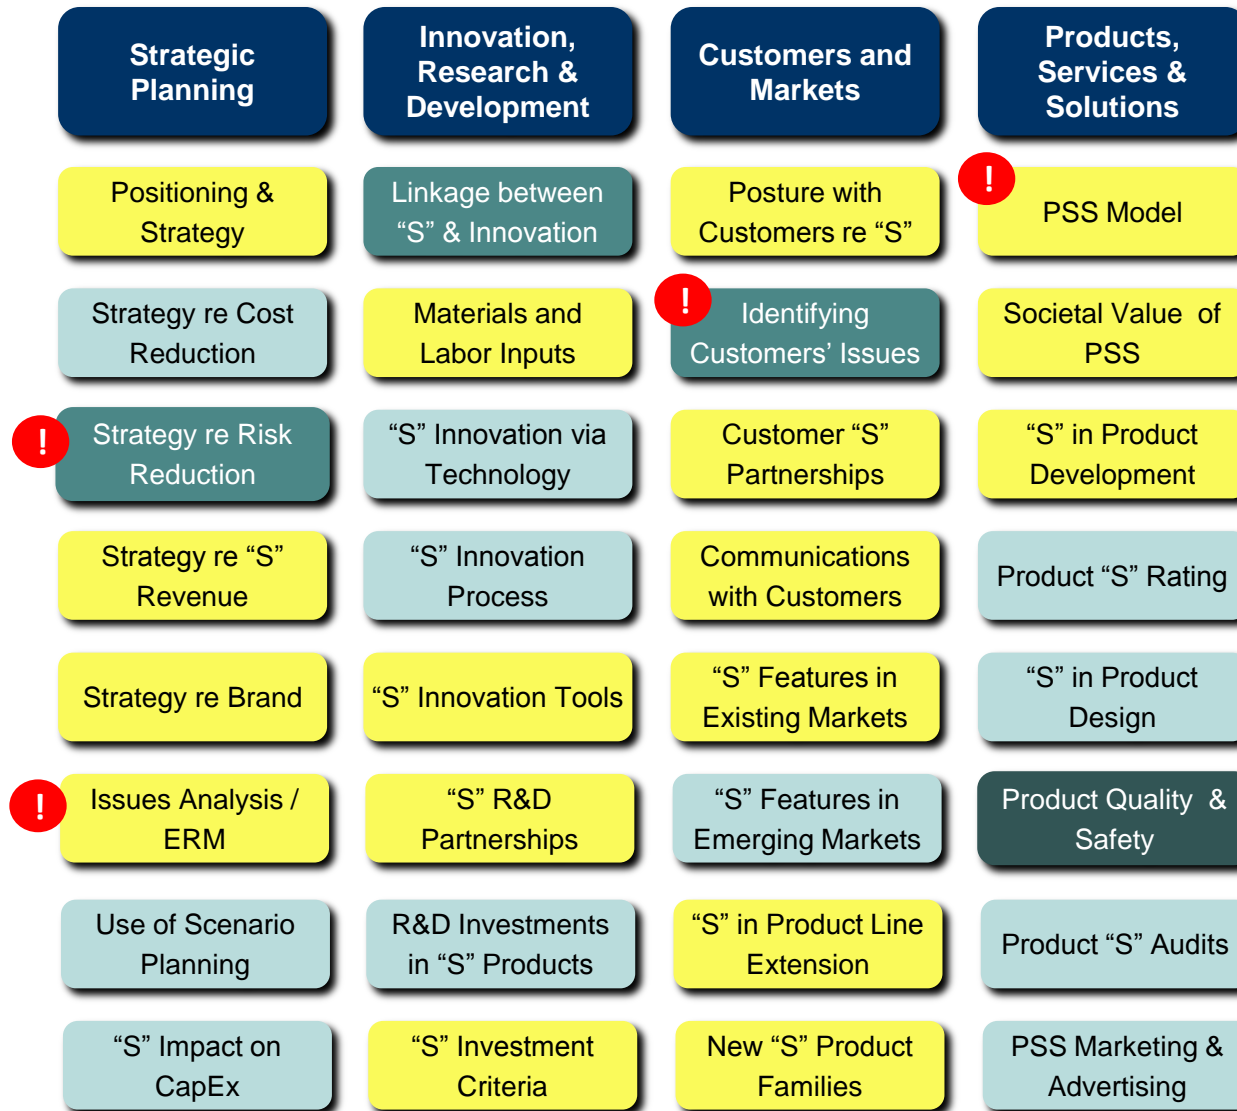 Strategic
Planning
Innovation,
Research &
Development
Customers and
Markets
Products,
Services &
Solutions
Positioning &
Strategy
Linkage between
“S” & Innovation
Posture with
Customers re “S”
!
PSS Model
Strategy re Cost
Reduction
Materials and
Labor Inputs
!
Identifying
Customers’ Issues
Societal Value of
PSS
!
Strategy re Risk
Reduction
“S” Innovation via
Technology
Customer “S”
Partnerships
“S” in Product
Development
Strategy re “S”
Revenue
“S” Innovation
Process
Communications
with Customers
Product “S” Rating
Strategy re Brand
“S” Innovation Tools
“S” Features in
Existing Markets
“S” in Product
Design
!
Issues Analysis /
ERM
“S” R&D
Partnerships
“S” Features in
Emerging Markets
Product Quality &
Safety
Use of Scenario
Planning
R&D Investments
in “S” Products
“S” in Product Line
Extension
Product “S” Audits
“S” Impact on
CapEx
“S” Investment
Criteria
New “S” Product
Families
PSS Marketing &
Advertising